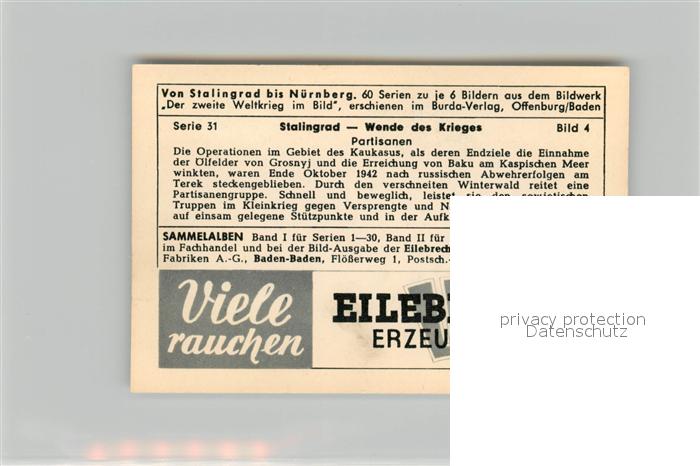 Von Stalingrad bis Nürnberg. 60 Serien zu je 6 Bildern aus dem Bildwerk
„Der zweite Weltkrieg im Bild", erschienen im Burda-Verlag, Offenburg/Baden
Serie 31 Stalingrad — Wende des Krieges Bild 4
Partisanen
Die Operationen im Gebiet des Kaukasus, als deren Endziele die Einnahme
der Ölfelder von Grosnyj und die Erreichung von Baku am Kaspischen Meer
winkten, waren Ende Oktober 1942 nach russischen Abwehrerfolgen am
Terek steckengeblieben. Durch den verschneiten Winterwald reitet eine
Partisanengruppe. Schnell und beweglich,
Truppen im Kleinkrieg gegen Versprengte und
auf einsam gelegene Stützpunkte und in der
SAMMELALBEN Band I für Serien 1—30, Band II für
im Fachhandel und bei der Bild-Ausgabe der
Fabriken A.-G., Baden-Baden, Flößerweg 1,
Viele
rauchen
privacy protection
Datenschutz